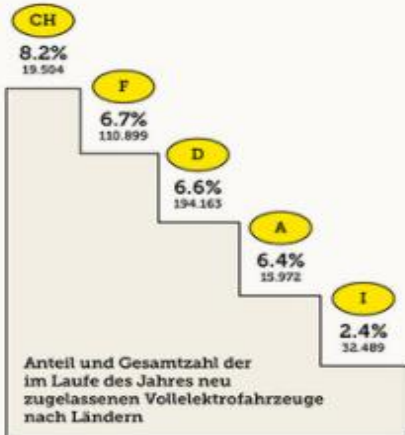 CH
8.2%
19.504
F
6.7%
110.899
D
6.6%
194.163
A
6.4%
15.972
I
2.4%
32.489
Anteil und Gesamtzahl der
im Laufe des Jahres neu
zugelassenen Vollelektrofahrzeuge
nach Ländern